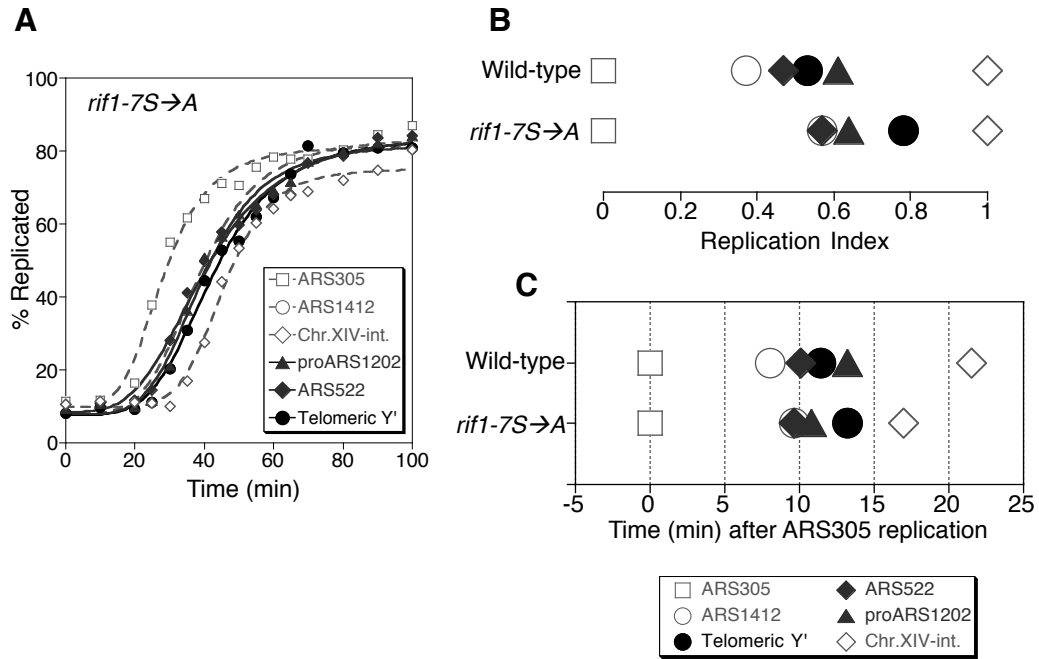 A
B
rif1-7S→A
100
80
60
40
20
0
% Replicated
ARS305
ARS1412
Chr.XIV-int.
proARS1202
ARS522
Telomeric Y'
0 20 40 60 80 100
Time (min)
Wild-type
rif1-7S→A
0 0.2 0.4 0.6 0.8 1
Replication Index
C
Wild-type
rif1-7S→A
-5 0 5 10 15 20 25
Time (min) after ARS305 replication
ARS305 ARS522
ARS1412 proARS1202
Telomeric Y' Chr.XIV-int.